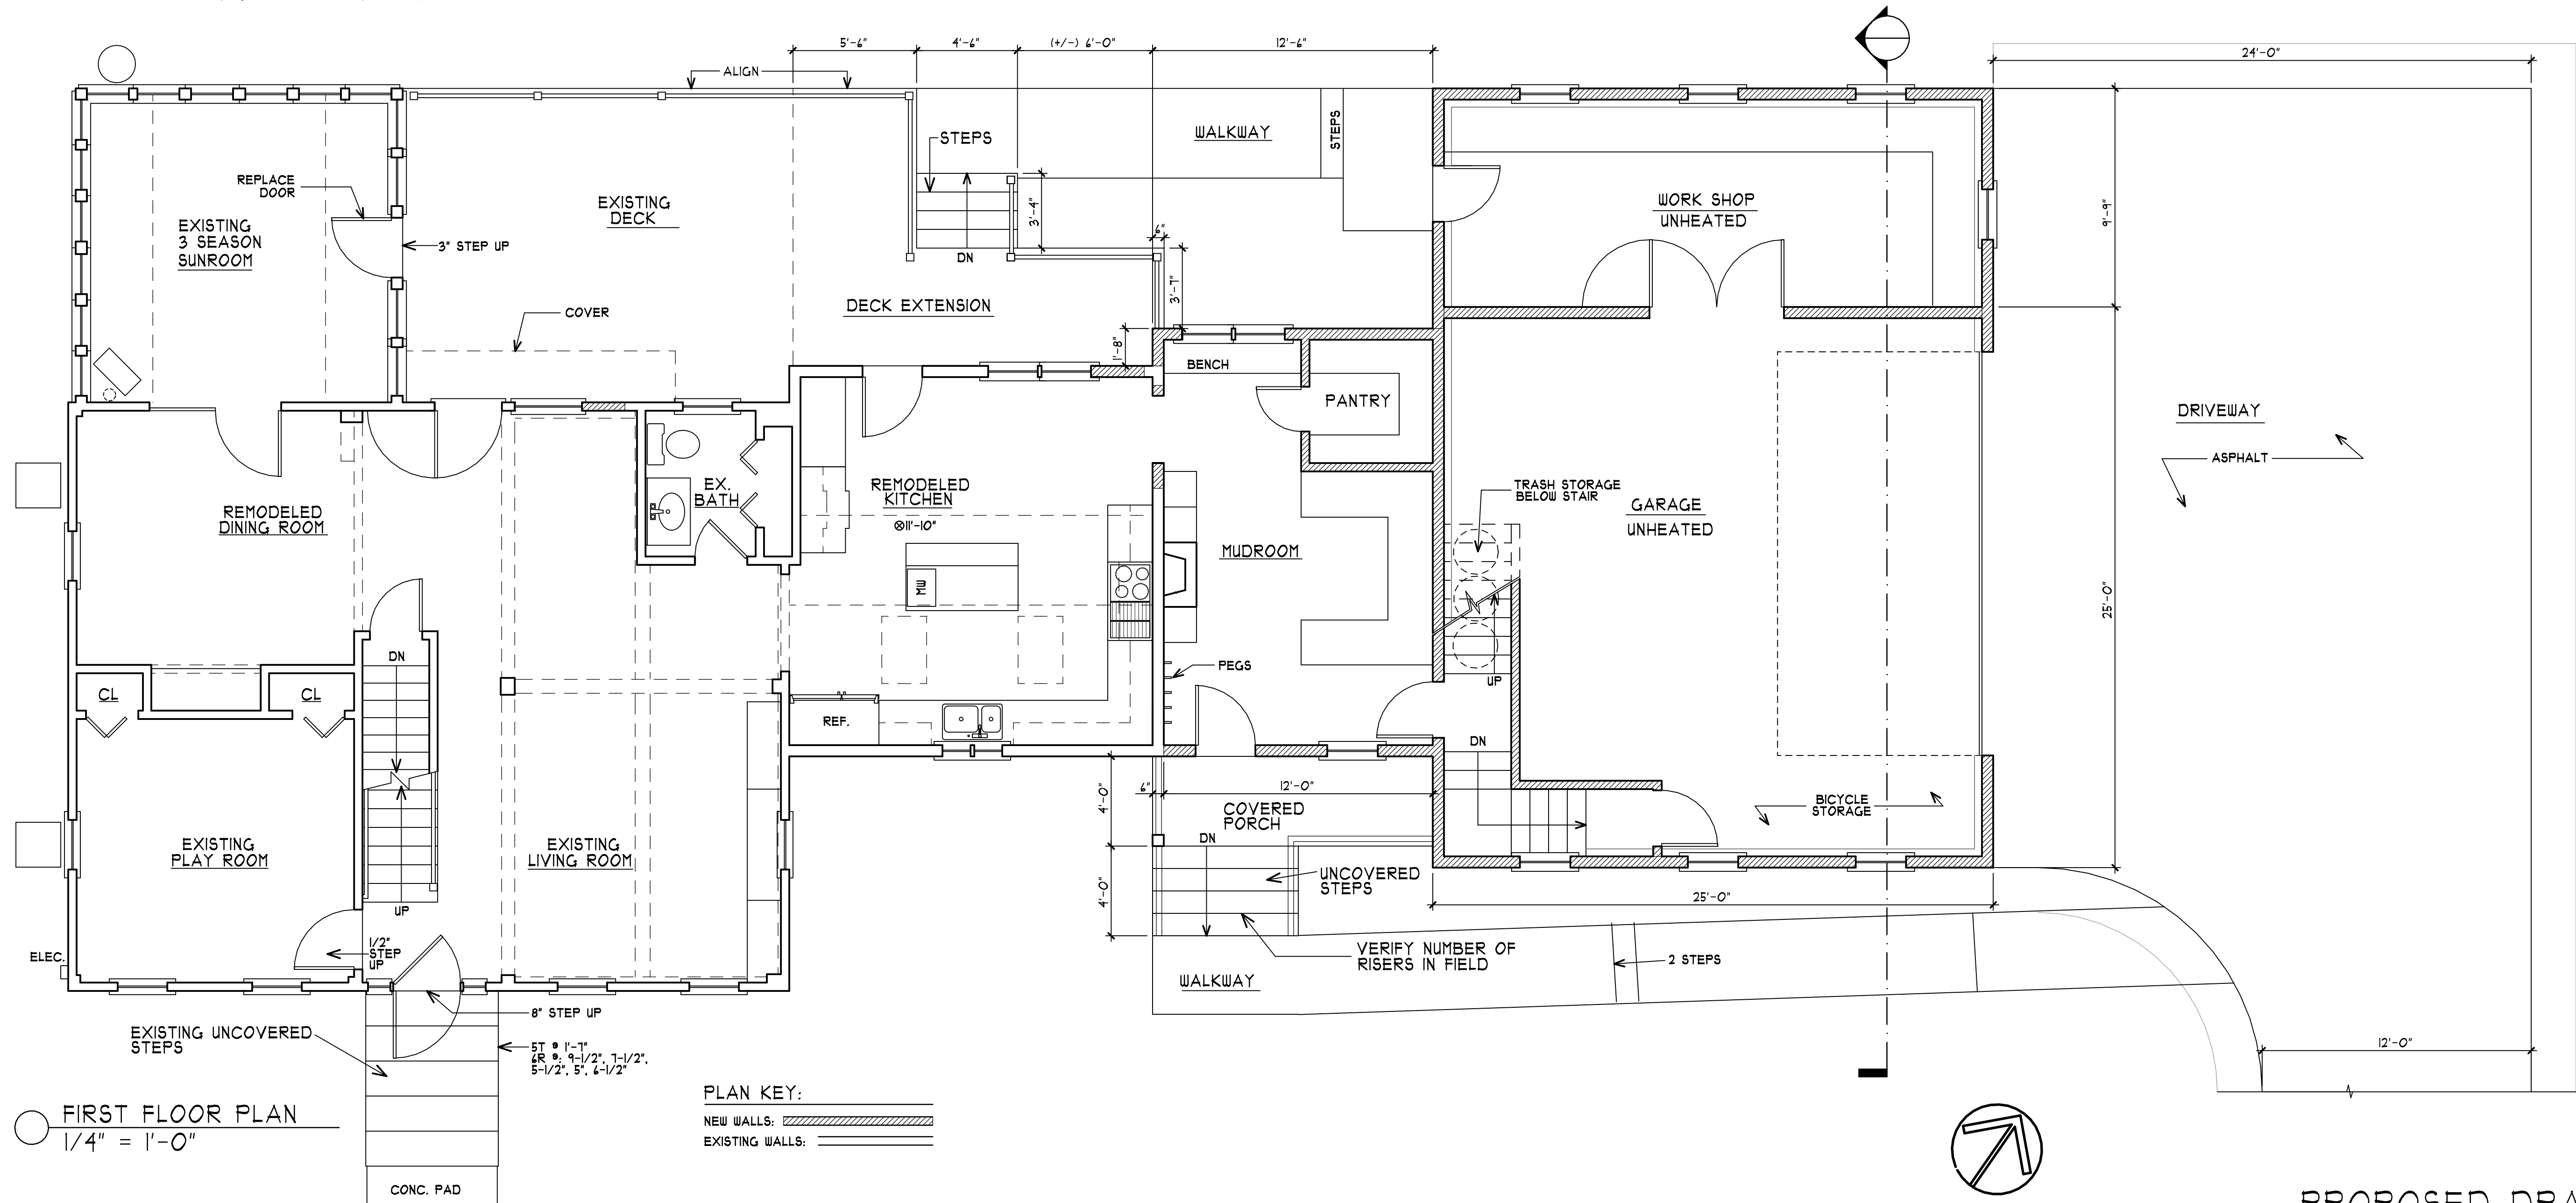 5'-6"
4'-6"
(+/-) 6'-0"
12'-6"
24'-0"
ALIGN
STEPS
WALKWAY
STEPS
REPLACE
DOOR
EXISTING
3 SEASON
SUNROOM
3" STEP UP
EXISTING
DECK
3'-4"
6"
DN
3'-7"
WORK SHOP
UNHEATED
9'-9"
COVER
DECK EXTENSION
1'-8"
BENCH
PANTRY
DRIVEWAY
ASPHALT
REMODELED
DINING ROOM
EX.
BATH
REMODELED
KITCHEN
11'-10"
MW
MUDROOM
TRASH STORAGE
BELOW STAIR
GARAGE
UNHEATED
25'-0"
DN
CL
CL
PEGS
UP
REF.
DN
6"
12'-0"
4'-0"
COVERED
PORCH
BICYCLE
STORAGE
EXISTING
PLAY ROOM
EXISTING
LIVING ROOM
DN
UNCOVERED
STEPS
4'-0"
25'-0"
UP
1/2"
STEP
UP
ELEC.
VERIFY NUMBER OF
RISERS IN FIELD
2 STEPS
WALKWAY
8" STEP UP
EXISTING UNCOVERED
STEPS
5T @ 1'-7"
6R @: 9-1/2", 7-1/2",
5-1/2", 5", 6-1/2"
12'-0"
PLAN KEY:
NEW WALLS:
EXISTING WALLS:
FIRST FLOOR PLAN
1/4" = 1'-0"
CONC. PAD